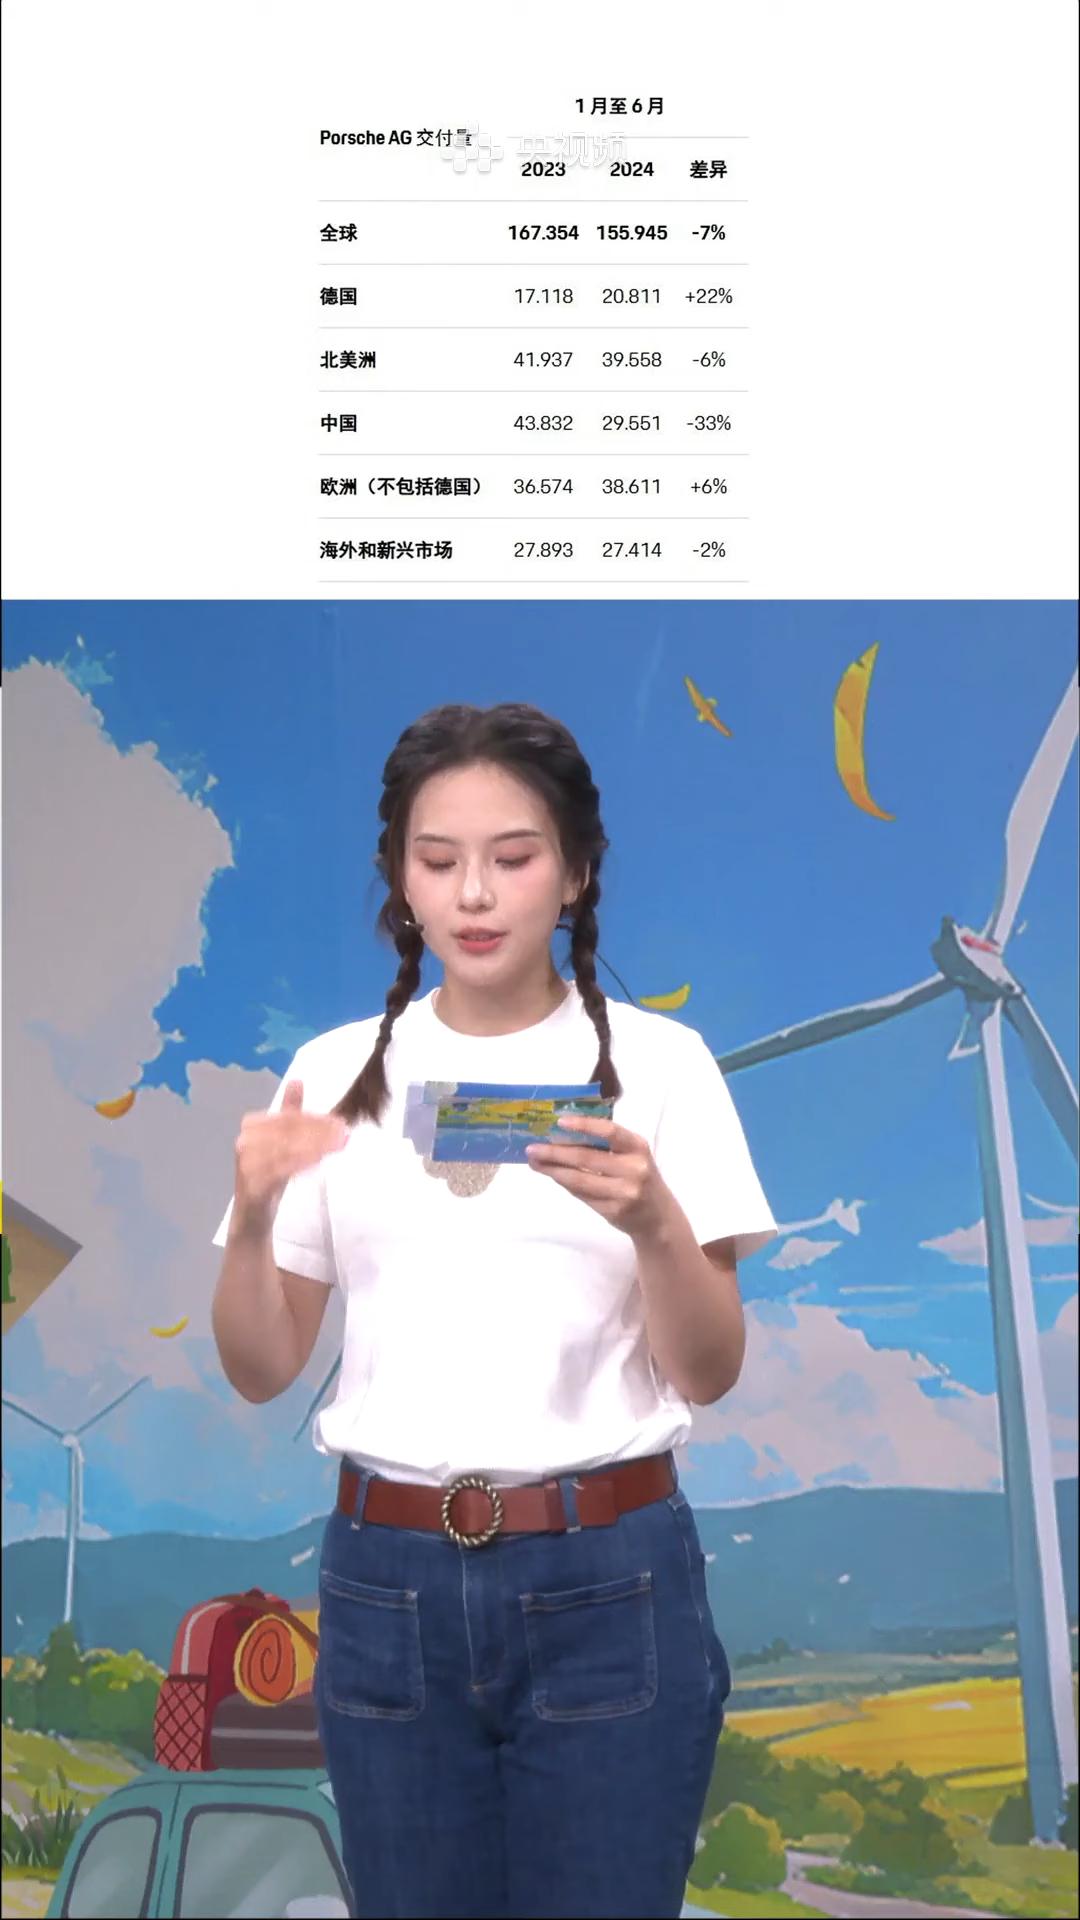 1 月至 6 月
Porsche AG 交付量
央视频
2023 2024 差异
全球 167.354 155.945 -7%
德国 17.118 20.811 +22%
北美洲 41.937 39.558 -6%
中国 43.832 29.551 -33%
欧洲（不包括德国） 36.574 38.611 +6%
海外和新兴市场 27.893 27.414 -2%